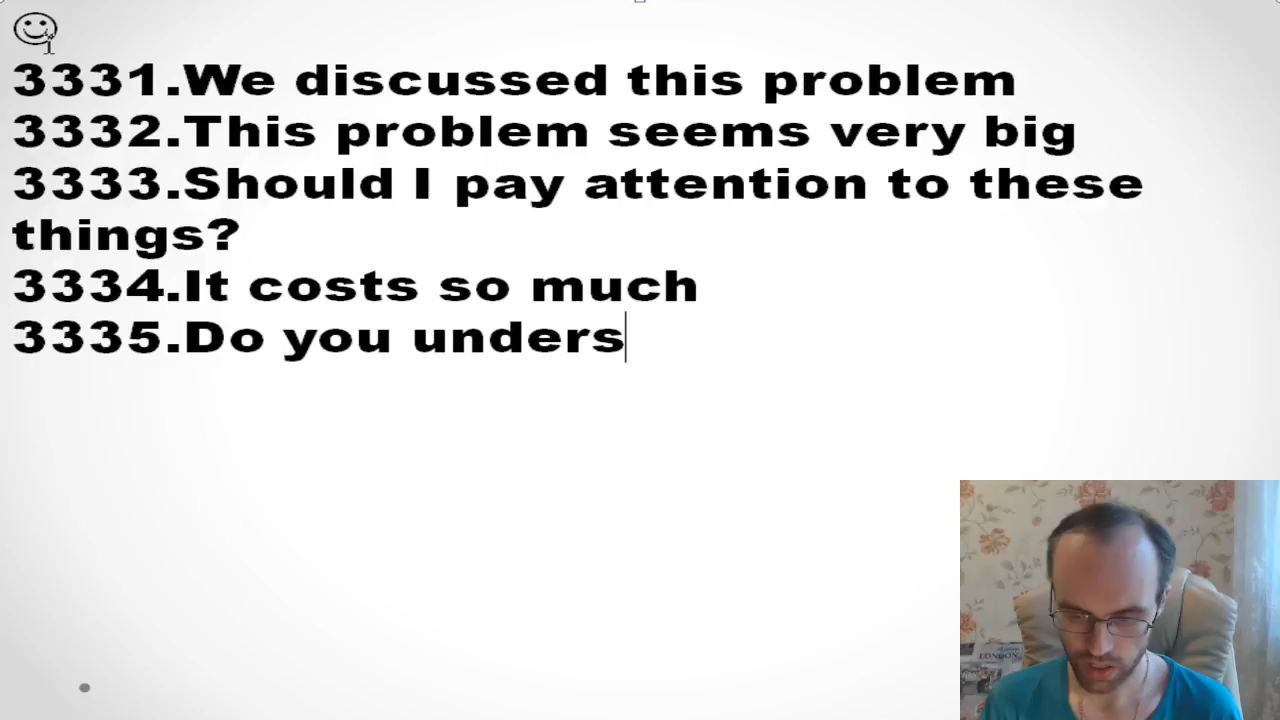 3331.We discussed this problem
3332.This problem seems very big
3333.Should I pay attention to these
things?
3334.It costs so much
3335.Do you unders
LONDON